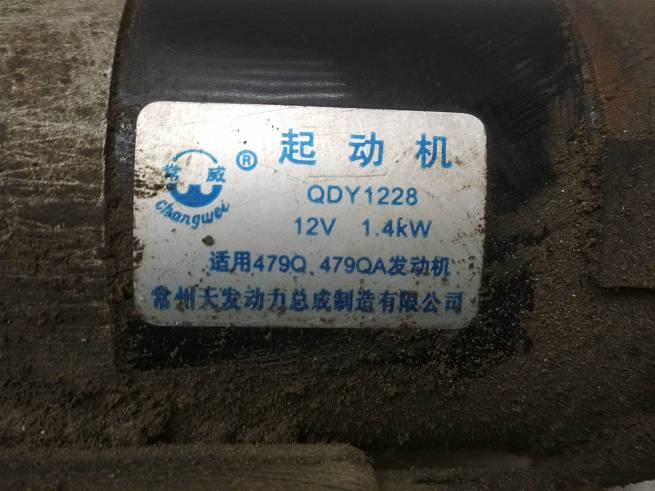 常威
changwei
®
起动机
QDY1228
12V 1.4kW
适用479Q、479QA发动机
常州天发动力总成制造有限公司